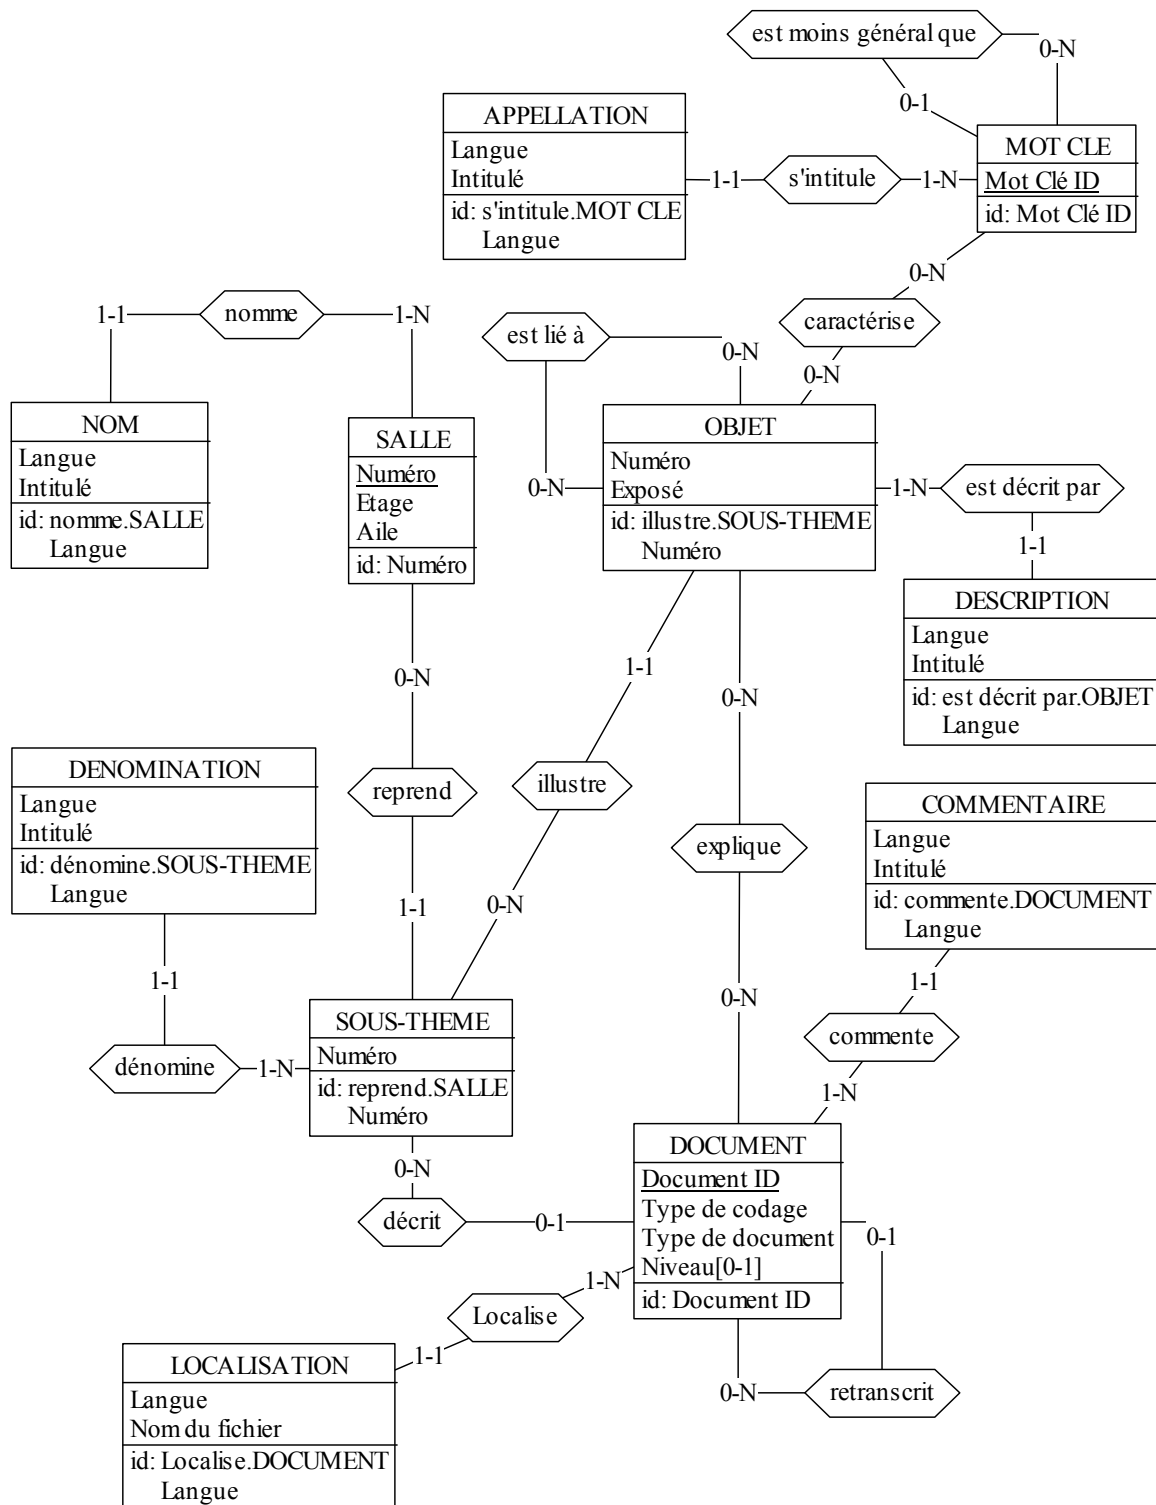 est moins général que
0-N
0-1
APPELLATION
Langue
Intitulé
id: s'intitule.MOT CLE
Langue
1-1
s'intitule
1-N
MOT CLE
Mot Clé ID
id: Mot Clé ID
0-N
caractérise
0-N
1-1
nomme
1-N
est lié à
0-N
0-N
NOM
Langue
Intitulé
id: nomme.SALLE
Langue
SALLE
Numéro
Etage
Aile
id: Numéro
OBJET
Numéro
Exposé
id: illustre.SOUS-THEME
Numéro
1-N
est décrit par
1-1
DESCRIPTION
Langue
Intitulé
id: est décrit par.OBJET
Langue
0-N
1-1
0-N
DENOMINATION
Langue
Intitulé
id: dénomine.SOUS-THEME
Langue
reprend
illustre
explique
COMMENTAIRE
Langue
Intitulé
id: commente.DOCUMENT
Langue
1-1
0-N
1-1
0-N
1-1
dénomine
1-N
SOUS-THEME
Numéro
id: reprend.SALLE
Numéro
commente
1-N
0-N
décrit
0-1
DOCUMENT
Document ID
Type de codage
Type de document
Niveau[0-1]
id: Document ID
0-1
retranscrit
0-N
1-N
Localise
1-1
LOCALISATION
Langue
Nom du fichier
id: Localise.DOCUMENT
Langue